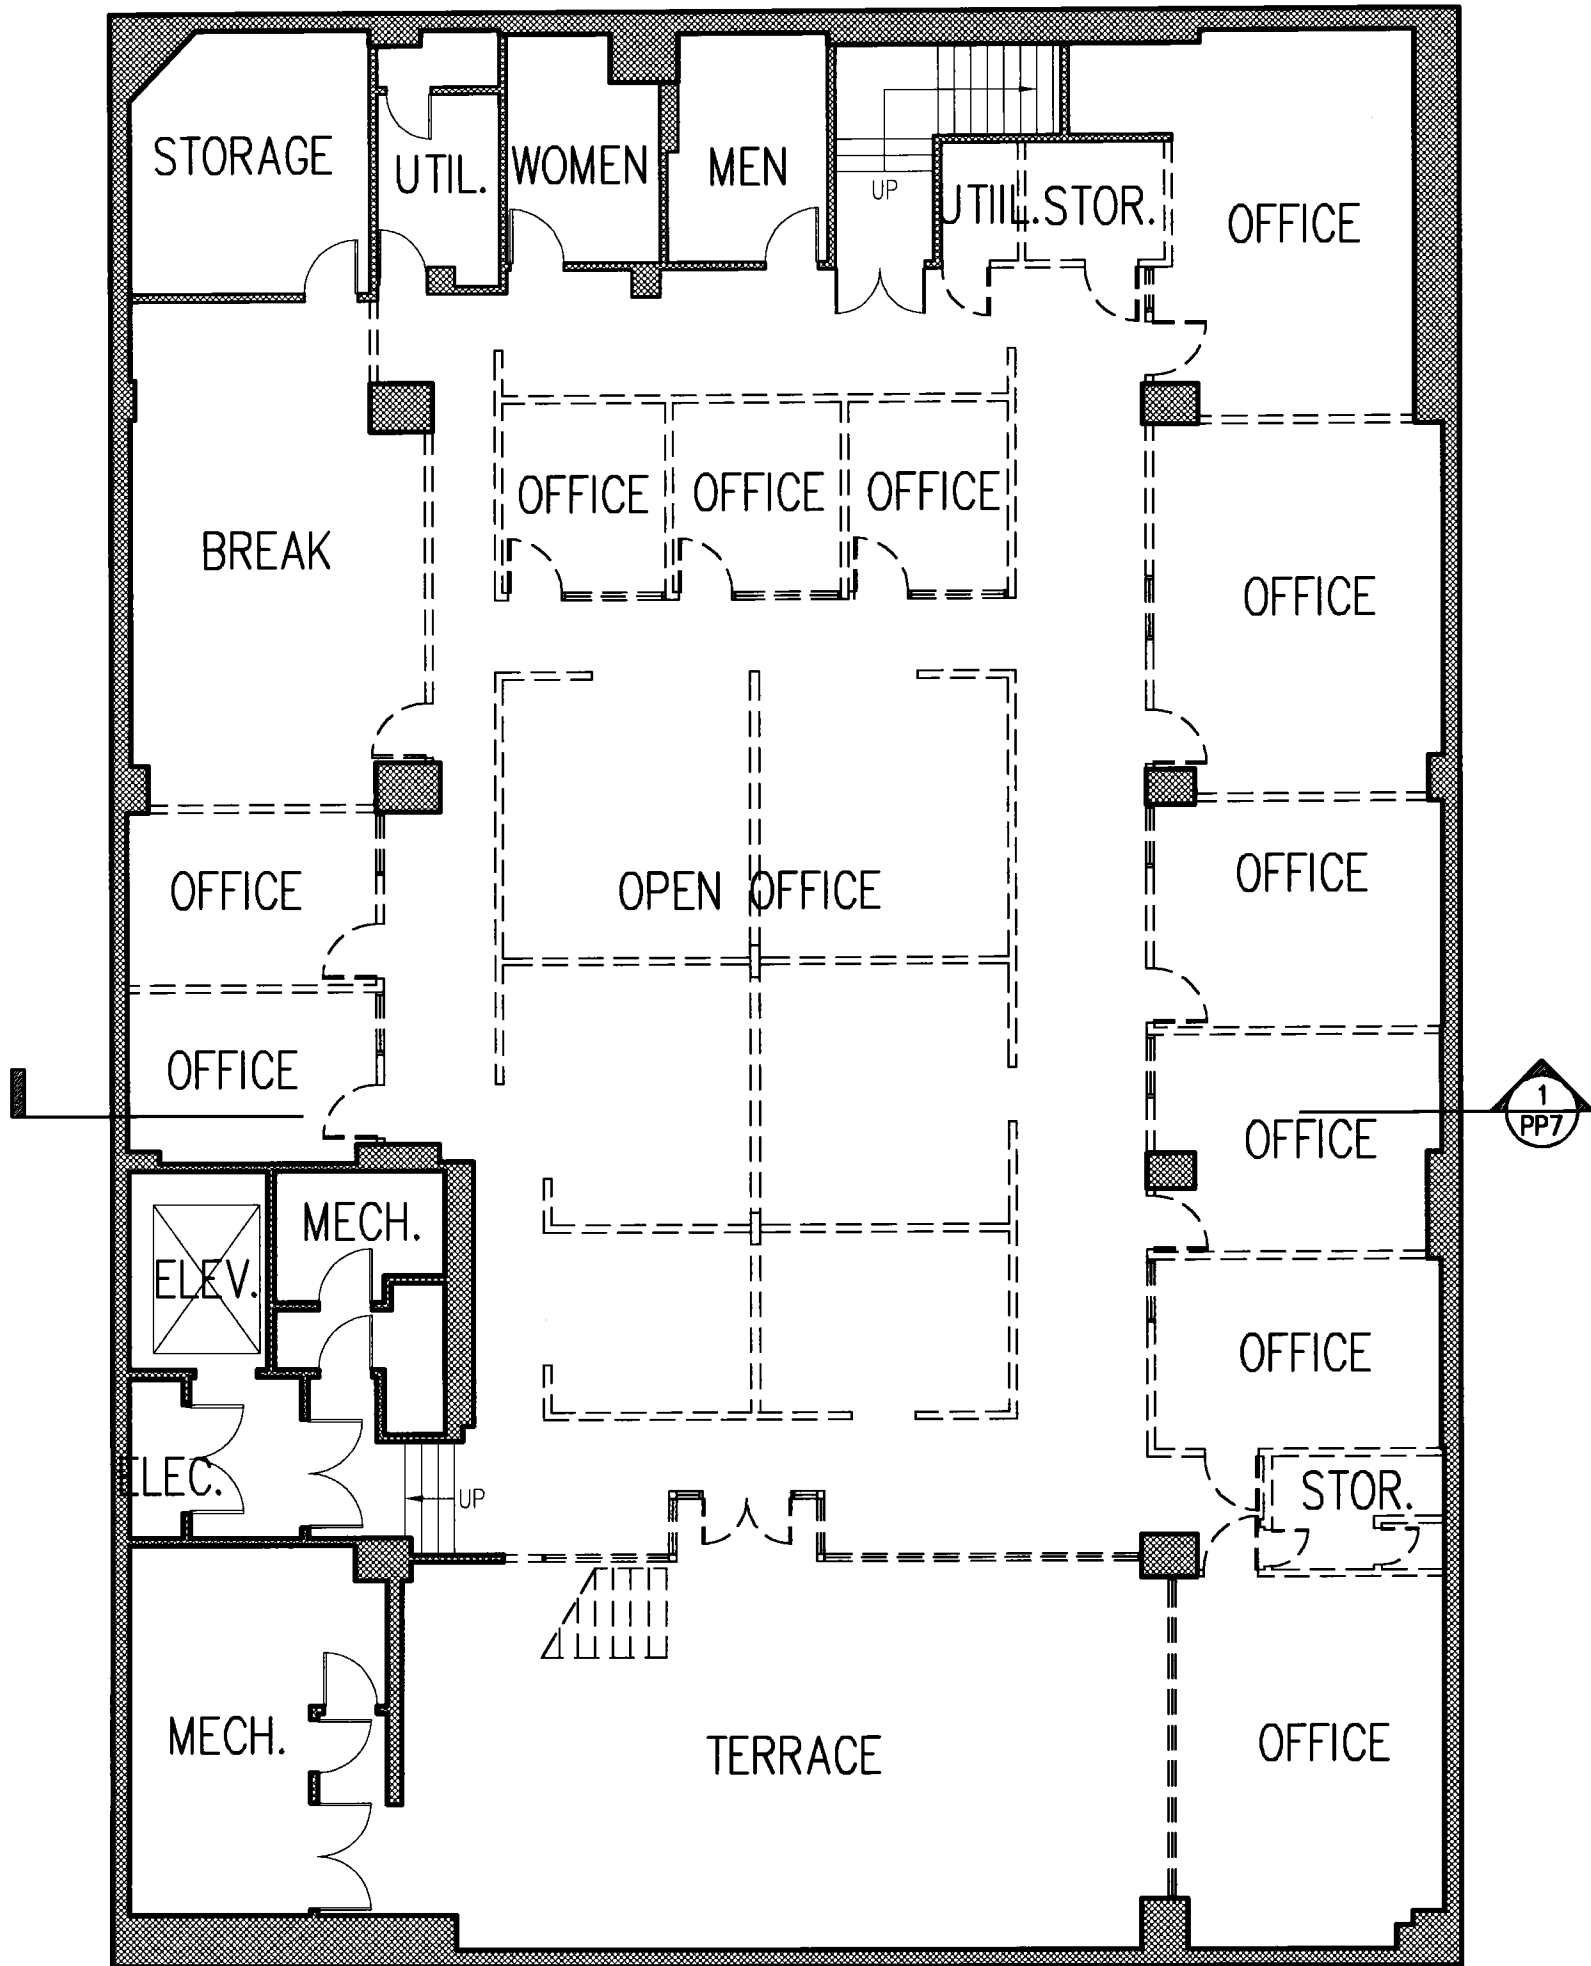 STORAGE
UTIL.
WOMEN
MEN
UP
UTIIL.
STOR.
OFFICE
OFFICE
OFFICE
OFFICE
BREAK
OFFICE
OFFICE
OPEN OFFICE
OFFICE
OFFICE
1
PP7
OFFICE
MECH.
ELEV.
OFFICE
ELEC.
UP
STOR.
MECH.
TERRACE
OFFICE